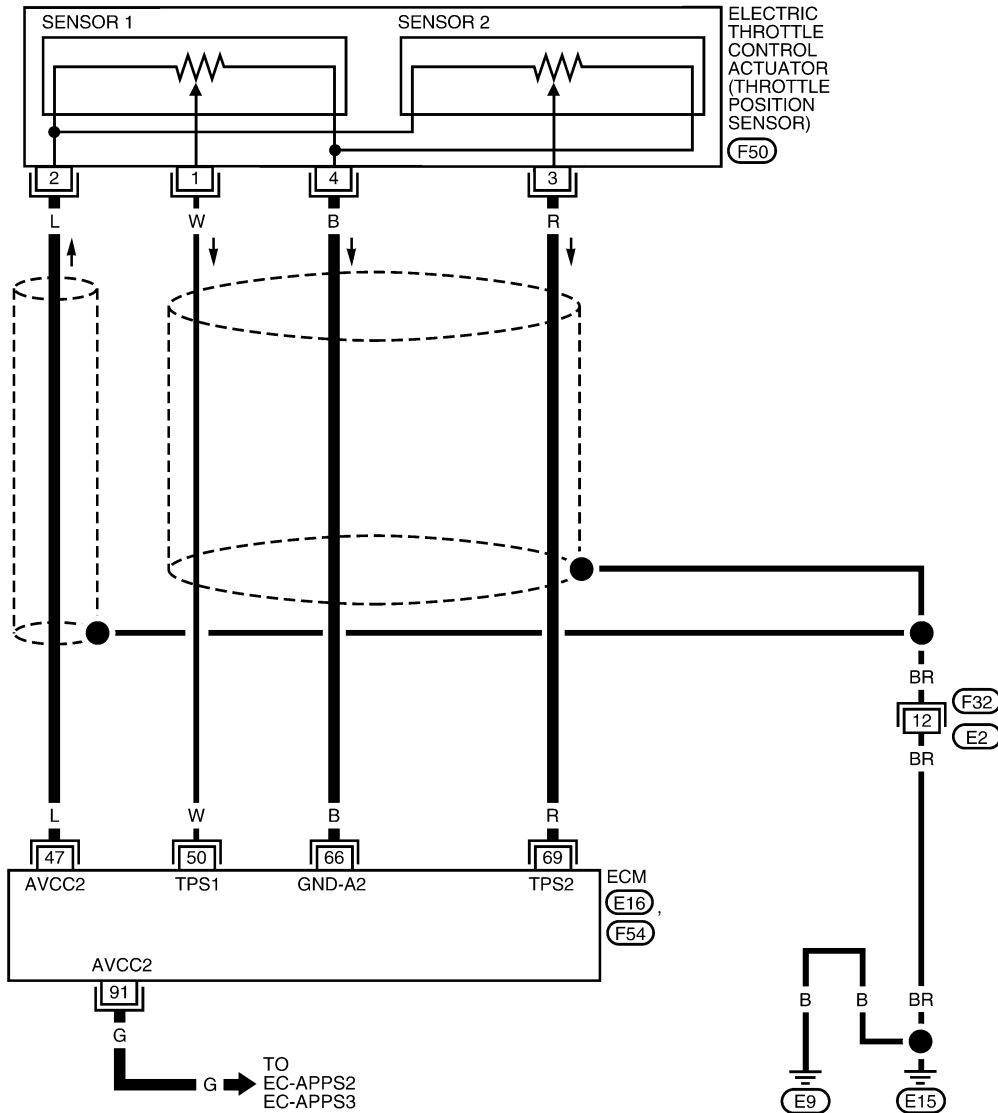 SENSOR 1
SENSOR 2
ELECTRIC
THROTTLE
CONTROL
ACTUATOR
(THROTTLE
POSITION
SENSOR)
F50
2 1 4 3
L W B R
BR
F32
12
E2
BR
L W B R
47 50 66 69
AVCC2 TPS1 GND-A2 TPS2
ECM
E16 ,
F54
AVCC2
91
G
G
TO
EC-APPS2
EC-APPS3
B B BR
E9 E15